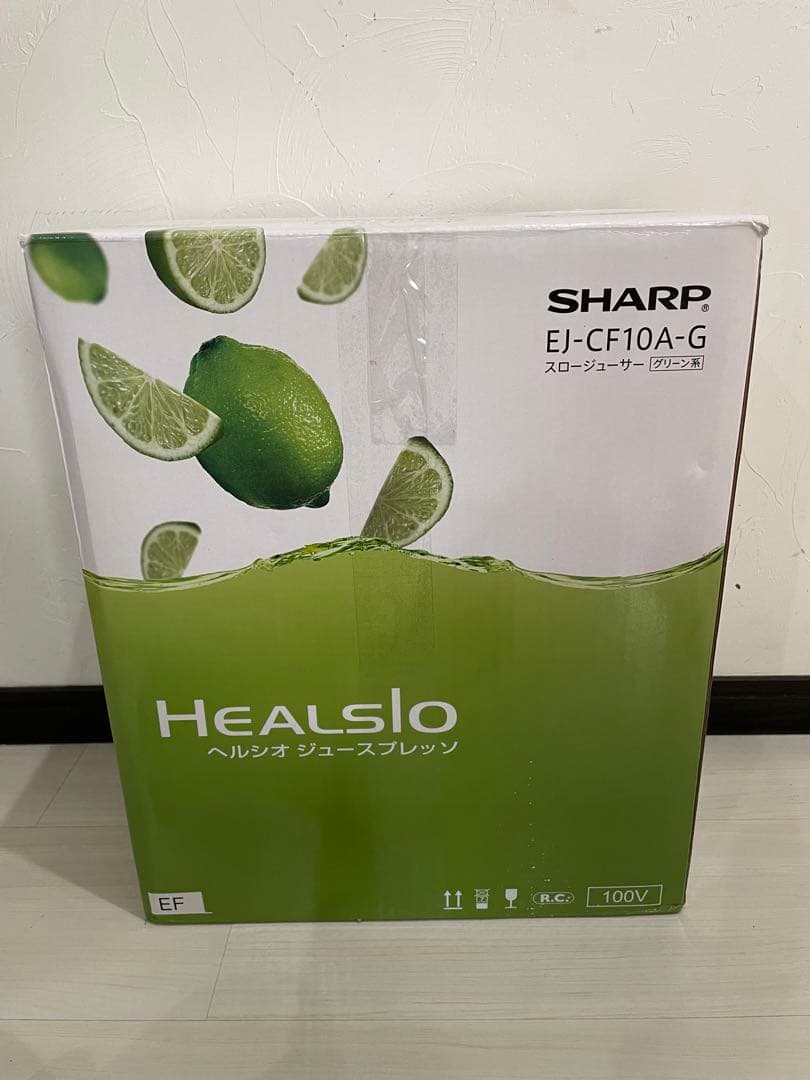 SHARP®
EJ-CF10A-G
スロージューサー グリーン系
HEALSIO
ヘルシオ ジュースプレッソ
EF
7
R.C.
100V